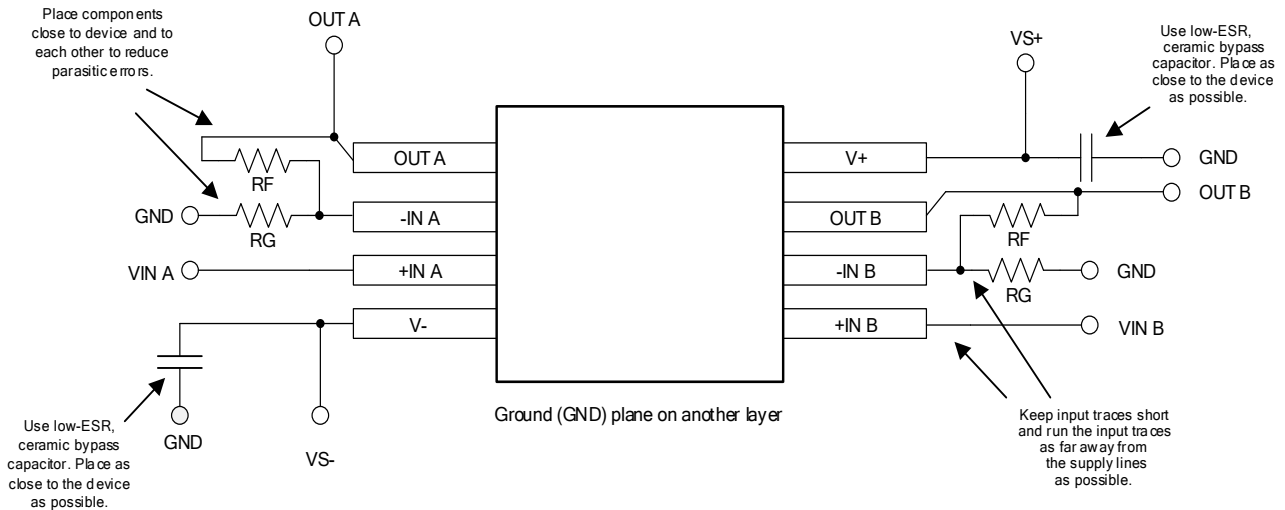 Place components
close to device and to
each other to reduce
parasitic errors.
OUT A
VS+
Use low-ESR,
ceramic bypass
capacitor. Place as
close to the device
as possible.
OUT A
V+
GND
RF
OUT B
GND
-IN A
OUT B
RG
RF
VIN A
+IN A
-IN B
GND
RG
V-
+IN B
VIN B
Use low-ESR,
ceramic bypass
capacitor. Place as
close to the device
as possible.
GND
VS-
Ground (GND) plane on another layer
Keep input traces short
and run the input traces
as far away from
the supply lines
as possible.